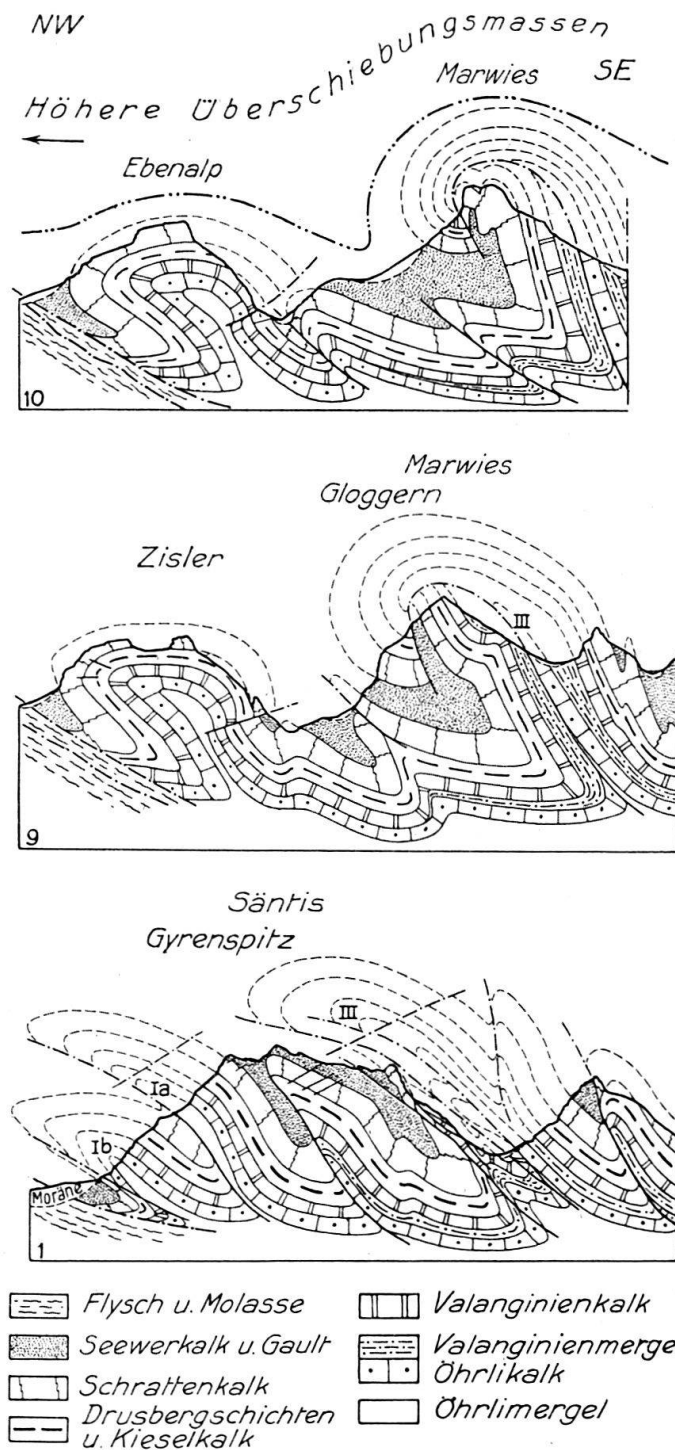 NW
Höhere Überschiebungsmassen
Marwies SE
Ebenalp
10
Marwies
Gloggern
Zisler
III
9
Säntis
Gyrenspitz
III
Ia
Ib
Moräne
1
Flysch u. Molasse
Seewerkalk u. Gault
Schrattenkalk
Drusbergschichten
u. Kieselkalk
Valanginienkalk
Valanginienmerge
Öhrlikalk
Öhrlimergel